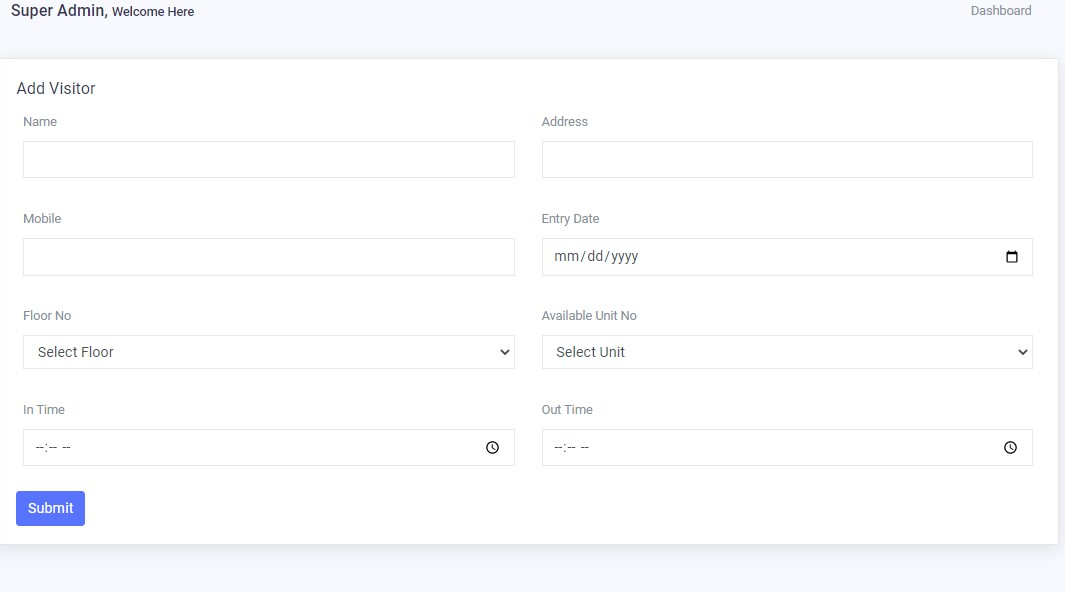 Super Admin, Welcome Here
Dashboard
Add Visitor
Name
Address
Mobile
Entry Date
mm/dd/yyyy
Floor No
Available Unit No
Select Floor
Select Unit
In Time
Out Time
--:-- --
--:-- --
Submit